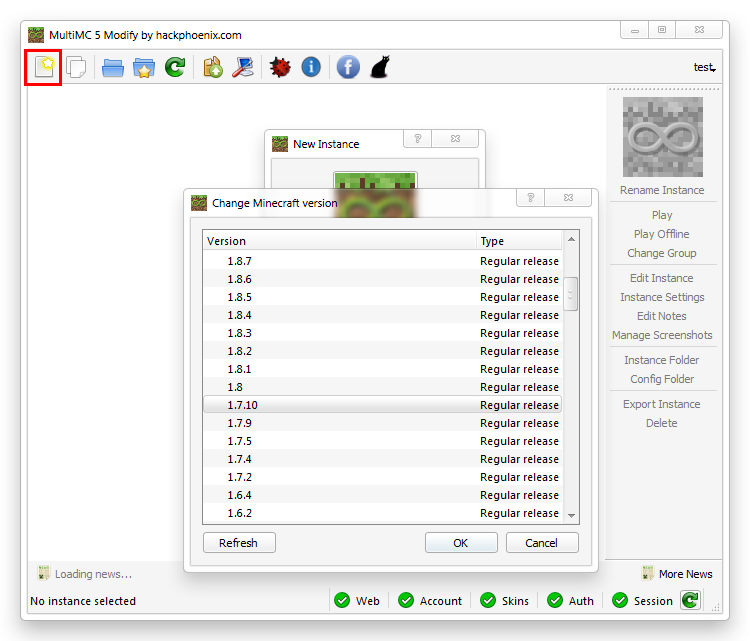 MultiMC 5 Modify by hackphoenix.com
test
New Instance
Change Minecraft version
Version Type
1.8.7 Regular release
1.8.6 Regular release
1.8.5 Regular release
1.8.4 Regular release
1.8.3 Regular release
1.8.2 Regular release
1.8.1 Regular release
1.8 Regular release
1.7.10 Regular release
1.7.9 Regular release
1.7.5 Regular release
1.7.4 Regular release
1.7.2 Regular release
1.6.4 Regular release
1.6.2 Regular release
Refresh OK Cancel
Rename Instance
Play
Play Offline
Change Group
Edit Instance
Instance Settings
Edit Notes
Manage Screenshots
Instance Folder
Config Folder
Export Instance
Delete
Loading news... More News
No instance selected Web Account Skins Auth Session